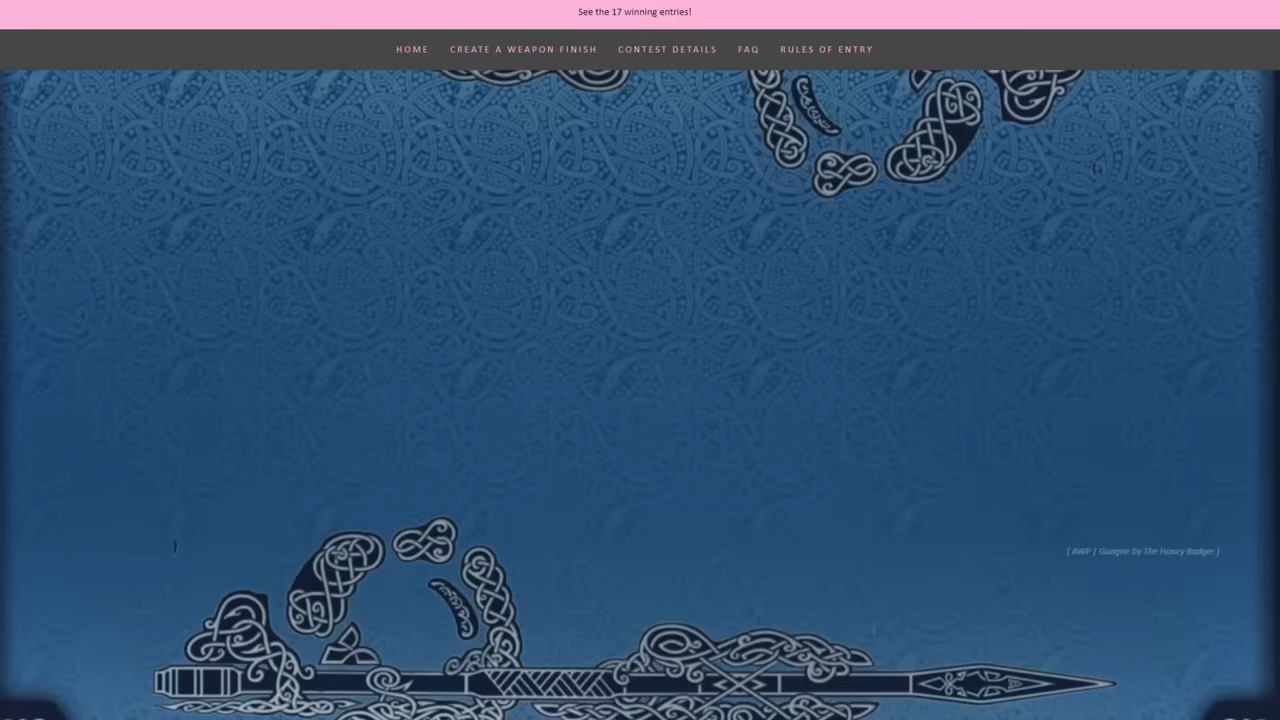 See the 17 winning entries!
HOME CREATE A WEAPON FINISH CONTEST DETAILS FAQ RULES OF ENTRY
[ AWP ] Gungnir by The Honey Badger ]